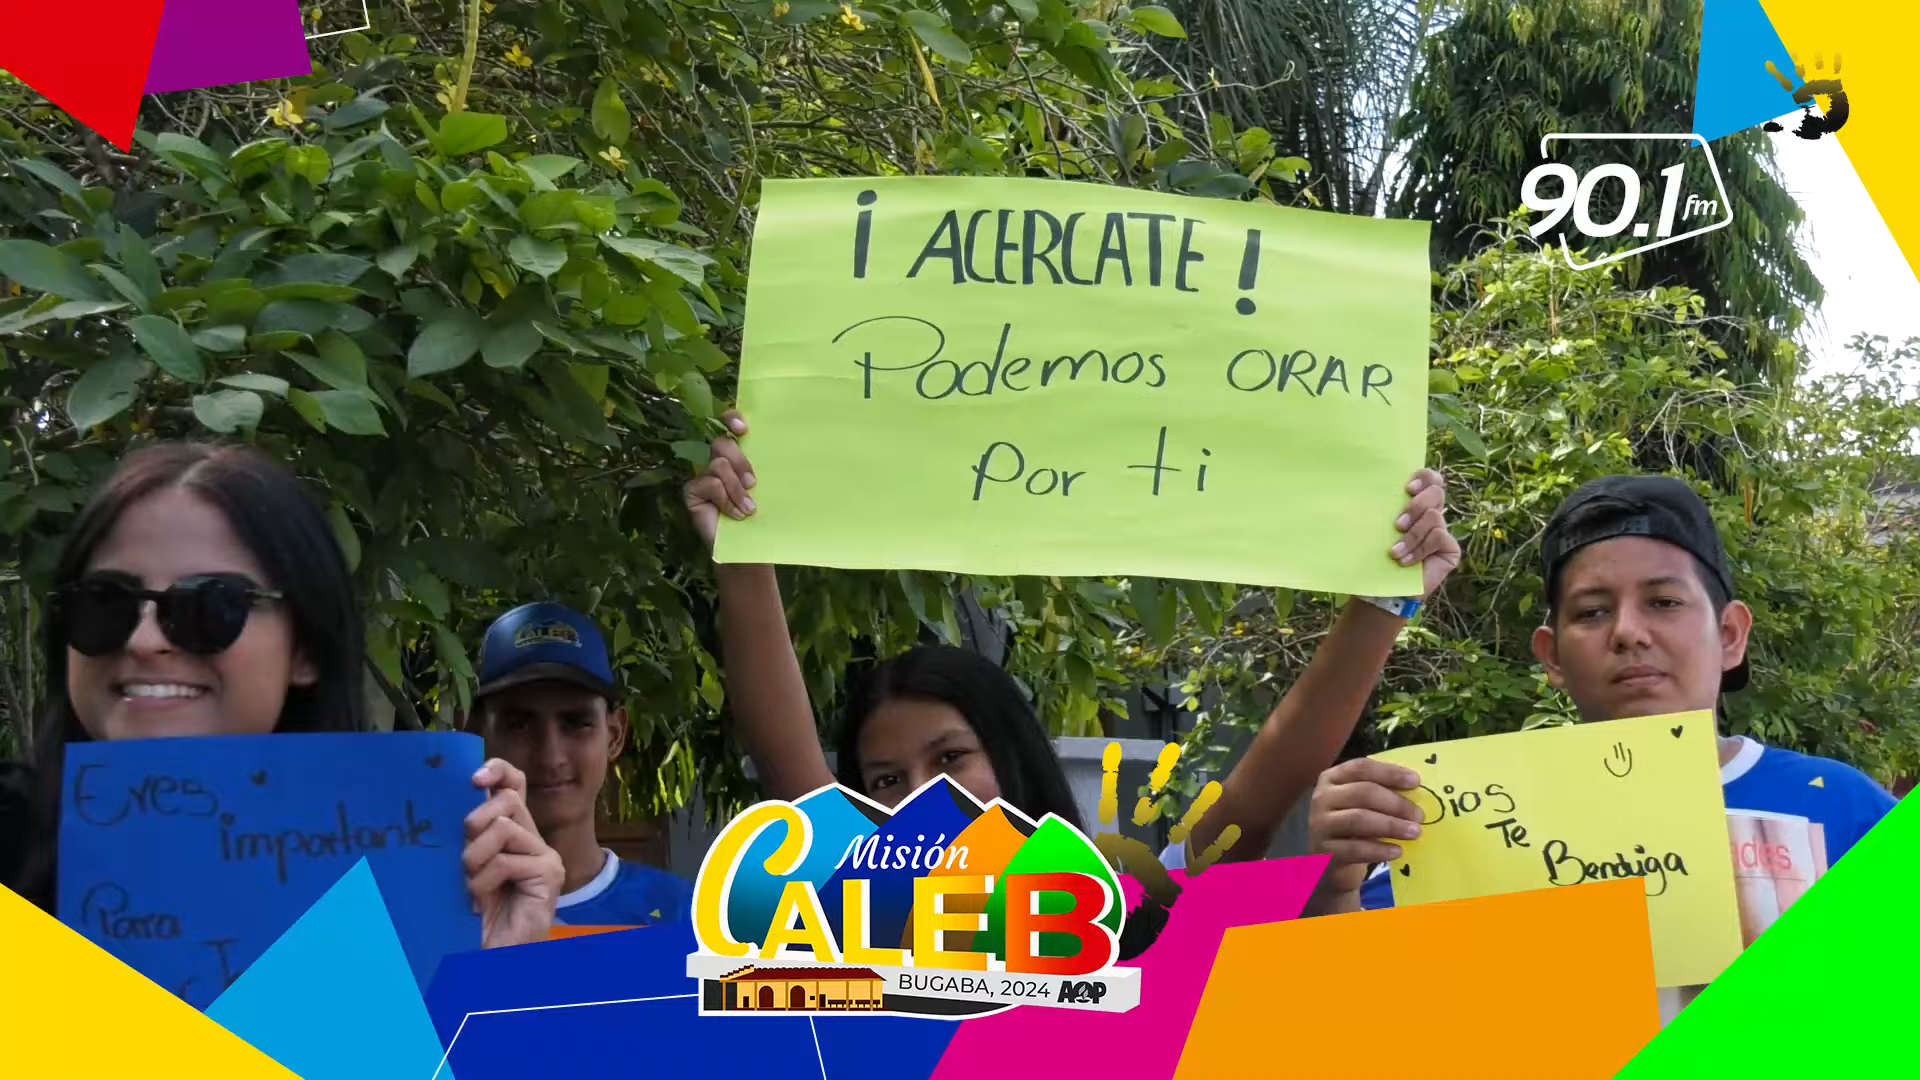 90.1 fm
¡ ACERCATE !
Podemos ORAR
por ti
CALEB
Eres
importante
Para
Dios
Te
Bendiga
Misión
CALEB
BUGABA, 2024 AOP